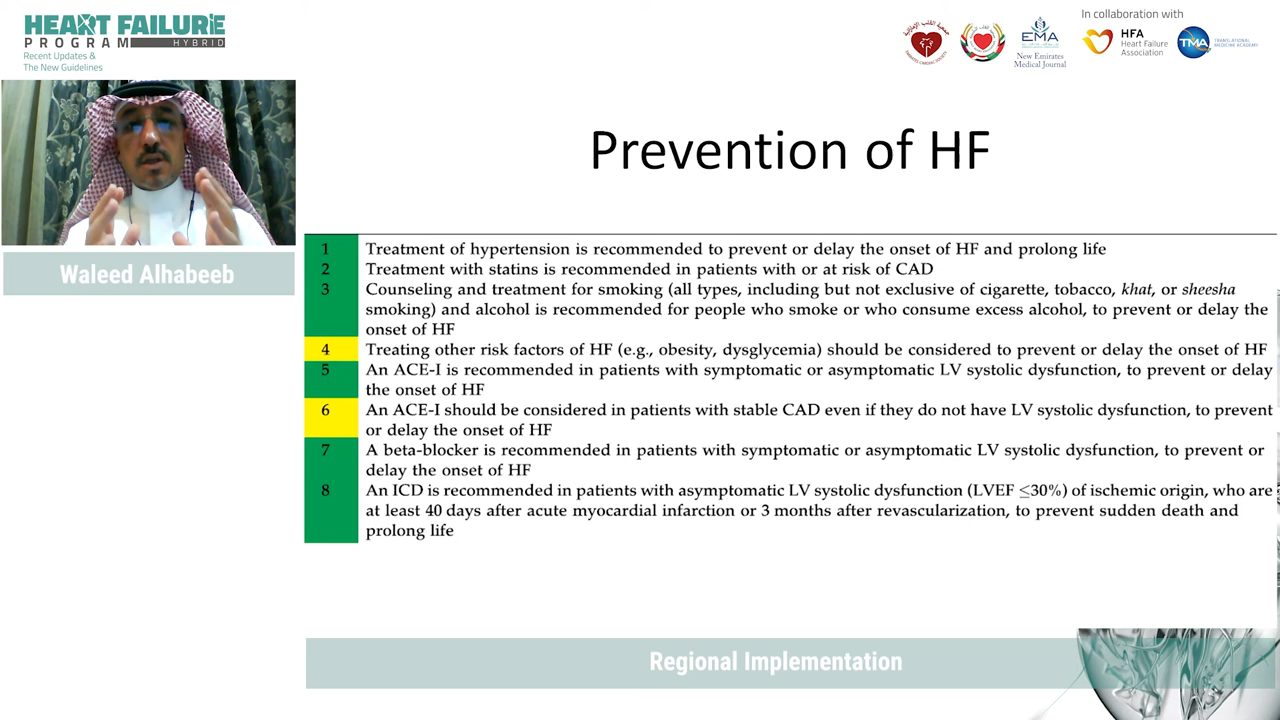 HEART FAILURE
PROGRAM HYBRID
Recent Updates &
The New Guidelines
EMA
New Emirates
Medical Journal
In collaboration with
HFA
Heart Failure
Association
TMA
TRANSLATIONAL
MEDICINE ACADEMY
Waleed Alhabeeb
Prevention of HF
1 Treatment of hypertension is recommended to prevent or delay the onset of HF and prolong life
2 Treatment with statins is recommended in patients with or at risk of CAD
3 Counseling and treatment for smoking (all types, including but not exclusive of cigarette, tobacco, khat, or sheesha
smoking) and alcohol is recommended for people who smoke or who consume excess alcohol, to prevent or delay the
onset of HF
4 Treating other risk factors of HF (e.g., obesity, dysglycemia) should be considered to prevent or delay the onset of HF
5 An ACE-I is recommended in patients with symptomatic or asymptomatic LV systolic dysfunction, to prevent or delay
the onset of HF
6 An ACE-I should be considered in patients with stable CAD even if they do not have LV systolic dysfunction, to prevent
or delay the onset of HF
7 A beta-blocker is recommended in patients with symptomatic or asymptomatic LV systolic dysfunction, to prevent or
delay the onset of HF
8 An ICD is recommended in patients with asymptomatic LV systolic dysfunction (LVEF ≤30%) of ischemic origin, who are
at least 40 days after acute myocardial infarction or 3 months after revascularization, to prevent sudden death and
prolong life
Regional Implementation